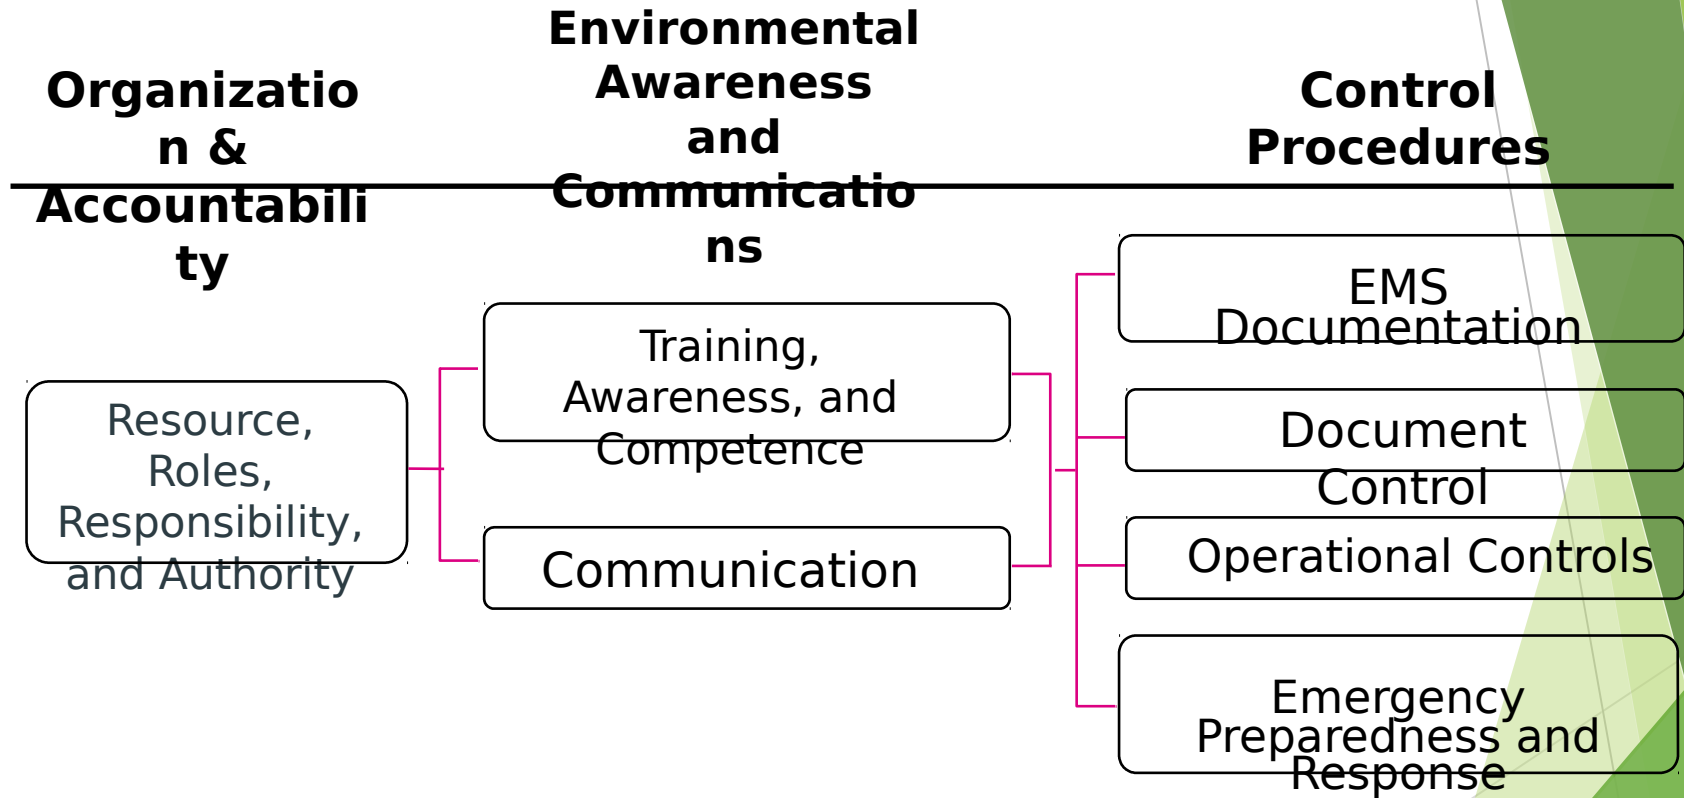 Organizatio
n &
Accountabili
ty
Environmental
Awareness
and
Communicatio
ns
Control
Procedures
Resource,
Roles,
Responsibility,
and Authority
Training,
Awareness, and
Competence
Communication
EMS
Documentation
Document
Control
Operational Controls
Emergency
Preparedness and
Response